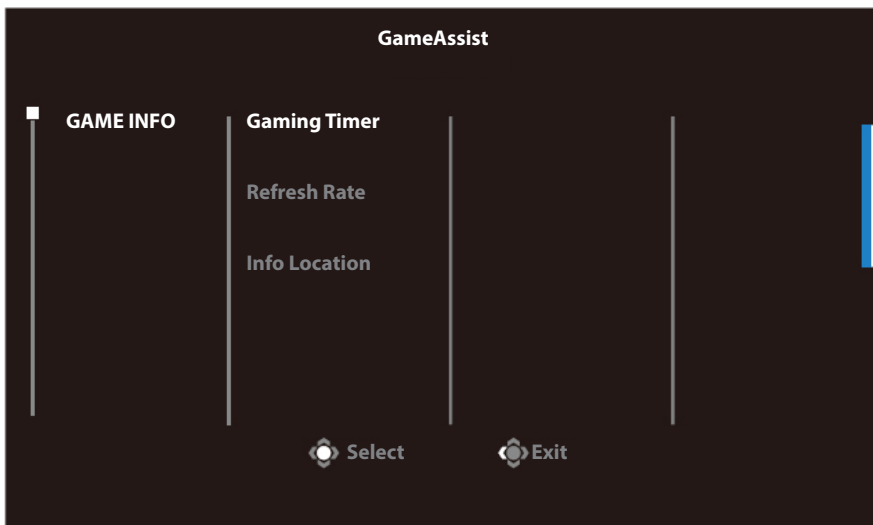 GameAssist
GAME INFO
Gaming Timer
Refresh Rate
Info Location
Select
Exit